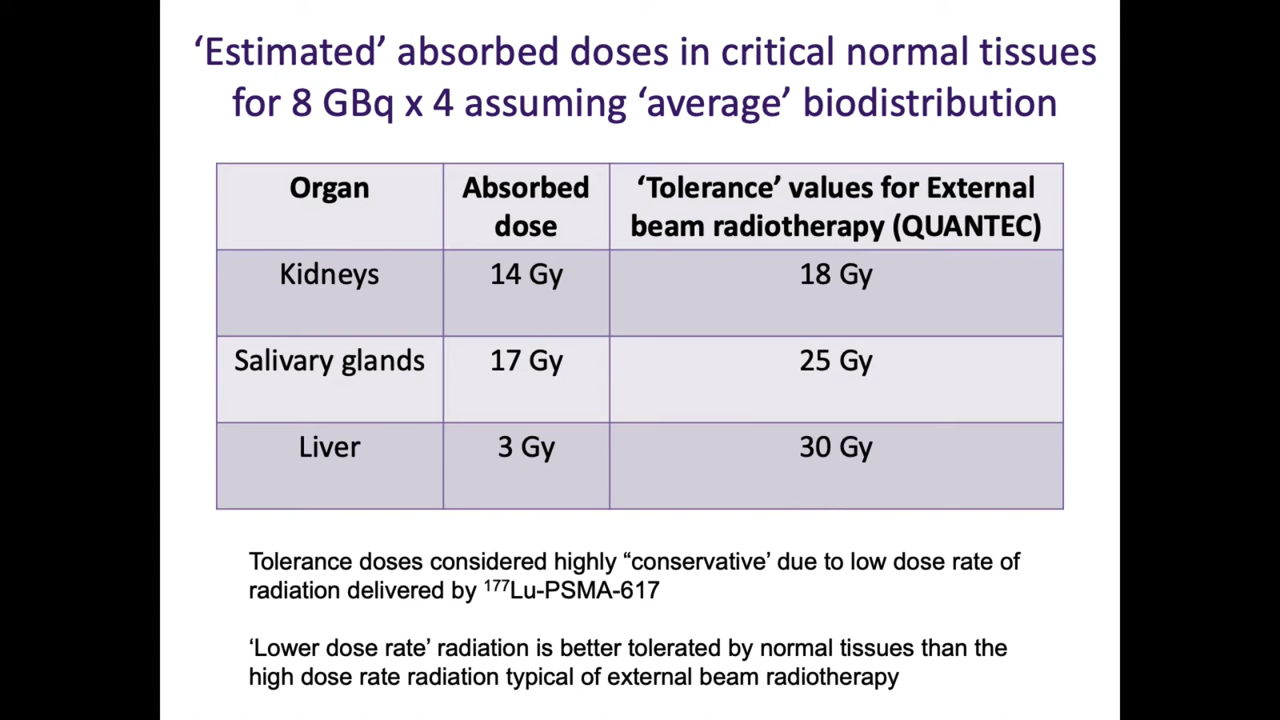 ‘Estimated’ absorbed doses in critical normal tissues
for 8 GBq x 4 assuming ‘average’ biodistribution
Organ
Absorbed
dose
‘Tolerance’ values for External
beam radiotherapy (QUANTEC)
Kidneys
14 Gy
18 Gy
Salivary glands
17 Gy
25 Gy
Liver
3 Gy
30 Gy
Tolerance doses considered highly “conservative’ due to low dose rate of
radiation delivered by ¹⁷⁷Lu-PSMA-617
‘Lower dose rate’ radiation is better tolerated by normal tissues than the
high dose rate radiation typical of external beam radiotherapy